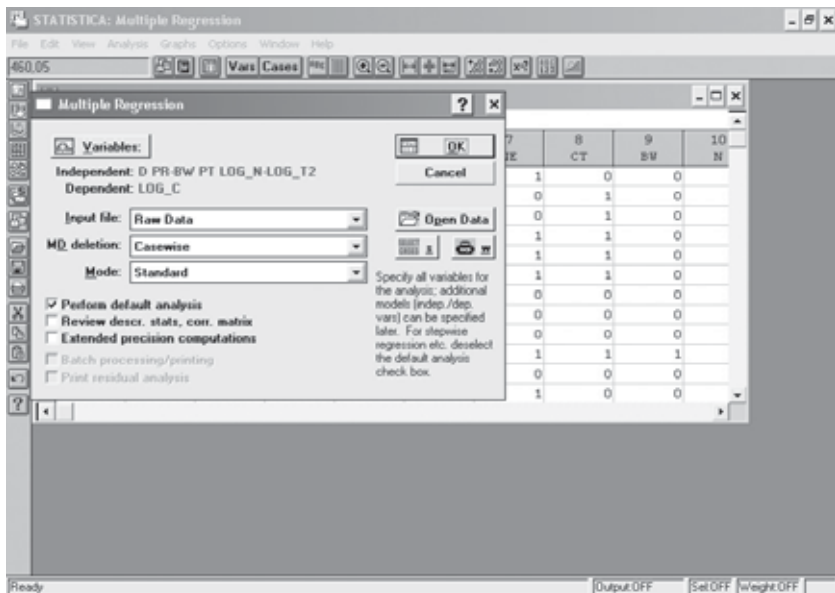 STATISTICA: Multiple Regression
File Edit View Analysis Graphs Options Window Help
460,05 Vars Cases
Multiple Regression
Variables: OK
Independent: D PR-BW PT LOG_N-LOG_T2 Cancel
Dependent: LOG_C
Input file: Raw Data Open Data
MD deletion: Casewise
Mode: Standard
Specify all variables for
the analysis; additional
models (indep./dep.
vars) can be specified
later. For stepwise
regression etc. deselect
the default analysis
check box.
Perform default analysis
Review descr. stats, corr. matrix
Extended precision computations
Batch processing/printing
Print residual analysis
7 8 9 10
NE CT BW N
1 0 0
0 1 0
0 1 0
1 1 0
1 1 0
1 1 0
0 0 0
0 0 0
0 0 0
1 1 1
0 0 0
1 0 0
Ready Output:OFF Sel:OFF Weight:OFF